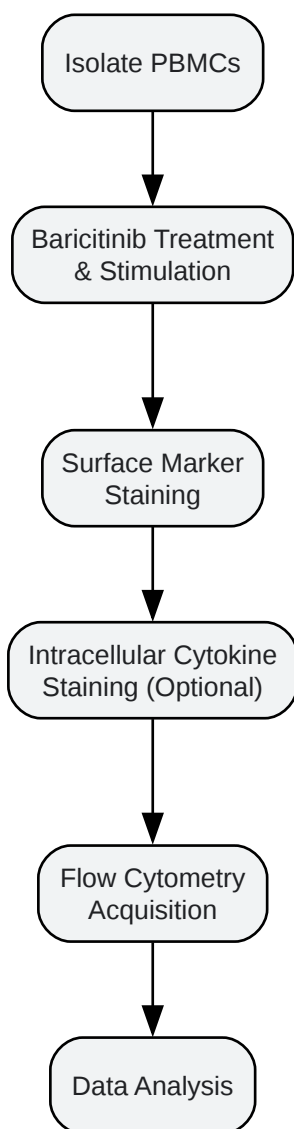 Isolate PBMCs
Baricitinib Treatment
& Stimulation
Surface Marker
Staining
Intracellular Cytokine
Staining (Optional)
Flow Cytometry
Acquisition
Data Analysis